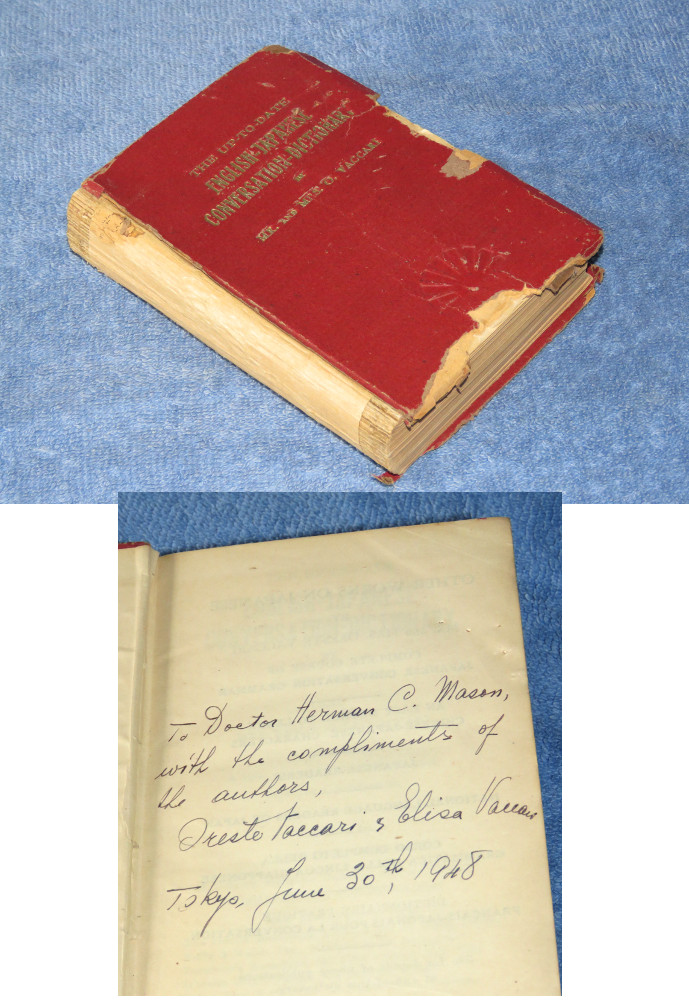 THE UP-TO-DATE
ENGLISH-JAPANESE
CONVERSATION-DICTIONARY
BY
MR. AND MRS. O. VACCARI
To Doctor Herman C. Mason,
with the compliments of
the authors,
Oreste Vaccari & Elisa Vaccari
Tokyo, June 30th, 1948